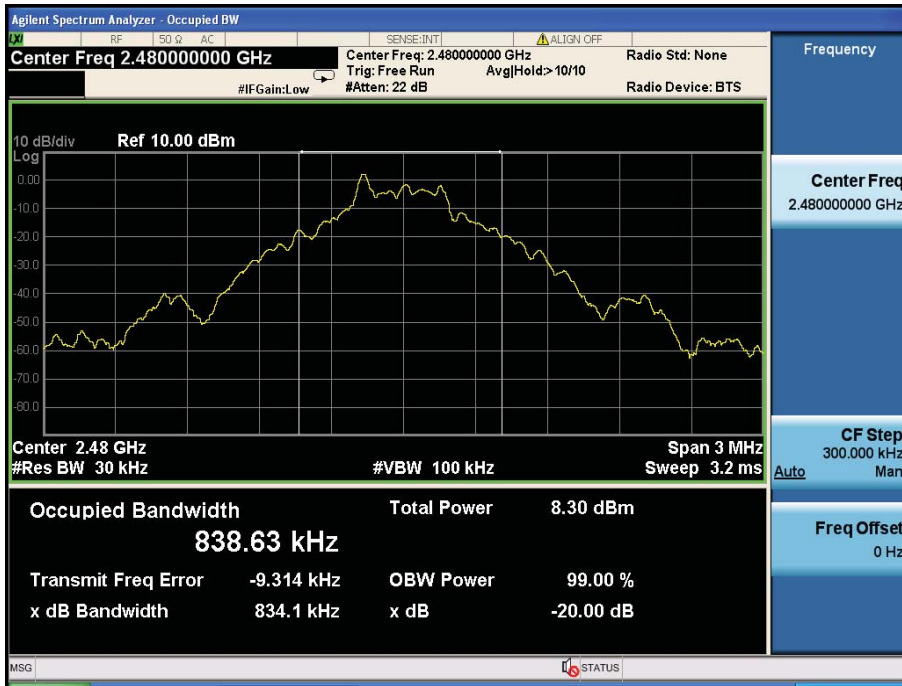 Agilent Spectrum Analyzer - Occupied BW
LXI RF 50 Ω AC SENSE:INT ALIGN OFF
Center Freq 2.480000000 GHz
Center Freq: 2.480000000 GHz Radio Std: None
Trig: Free Run Avg|Hold:>10/10
#IFGain:Low #Atten: 22 dB Radio Device: BTS
10 dB/div Ref 10.00 dBm
Log
0.00
-10.0
-20.0
-30.0
-40.0
-50.0
-60.0
-70.0
-80.0
Center 2.48 GHz Span 3 MHz
#Res BW 30 kHz #VBW 100 kHz Sweep 3.2 ms
Occupied Bandwidth Total Power 8.30 dBm
838.63 kHz
Transmit Freq Error -9.314 kHz OBW Power 99.00 %
x dB Bandwidth 834.1 kHz x dB -20.00 dB
MSG STATUS
Frequency
Center Freq
2.480000000 GHz
CF Step
300.000 kHz
Auto Man
Freq Offset
0 Hz